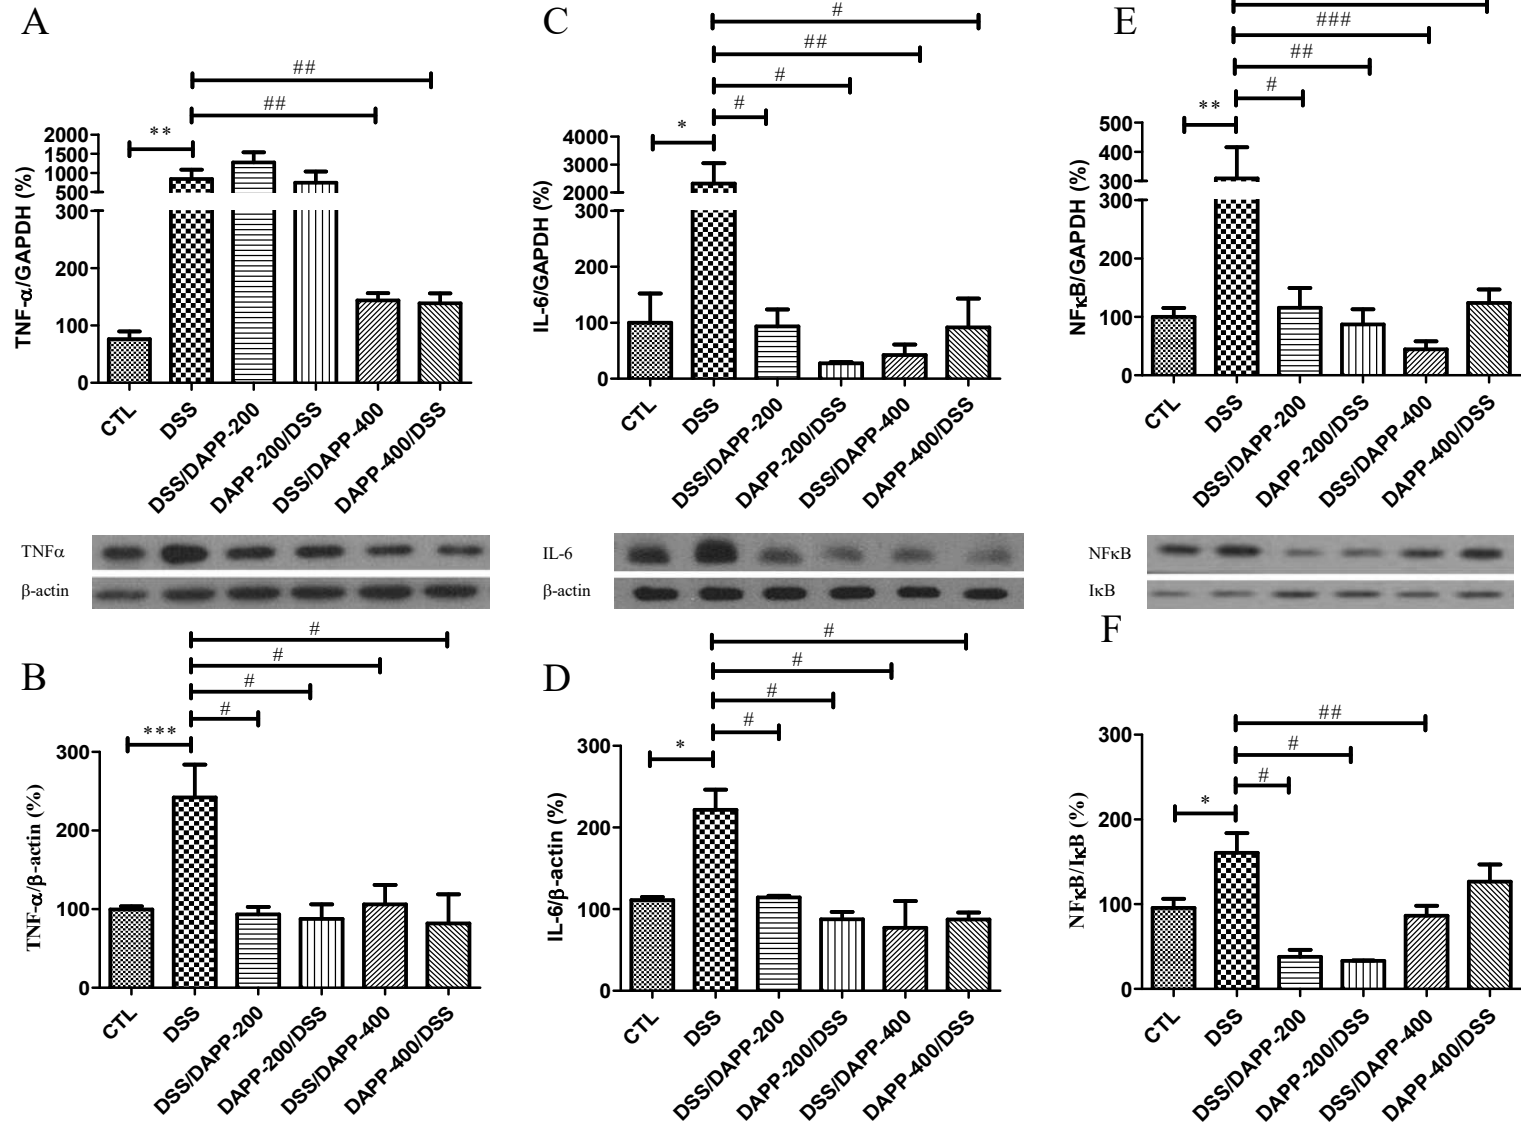 A
##
##
**
2000
1500
1000
500
300
200
100
0
TNF-α/GAPDH (%)
CTL
DSS
DSS/DAPP-200
DAPP-200/DSS
DSS/DAPP-400
DAPP-400/DSS
C
#
##
#
#
*
4000
3000
2000
300
200
100
0
IL-6/GAPDH (%)
CTL
DSS
DSS/DAPP-200
DAPP-200/DSS
DSS/DAPP-400
DAPP-400/DSS
E
###
##
#
**
500
400
300
300
200
100
0
NFκB/GAPDH (%)
CTL
DSS
DSS/DAPP-200
DAPP-200/DSS
DSS/DAPP-400
DAPP-400/DSS
TNFα
β-actin
IL-6
β-actin
NFκB
IκB
B
#
#
#
#
***
300
200
100
0
TNF-α/β-actin (%)
CTL
DSS
DSS/DAPP-200
DAPP-200/DSS
DSS/DAPP-400
DAPP-400/DSS
D
#
#
#
#
*
300
200
100
0
IL-6/β-actin (%)
CTL
DSS
DSS/DAPP-200
DAPP-200/DSS
DSS/DAPP-400
DAPP-400/DSS
F
##
#
#
*
300
200
100
0
NFκB/IκB (%)
CTL
DSS
DSS/DAPP-200
DAPP-200/DSS
DSS/DAPP-400
DAPP-400/DSS